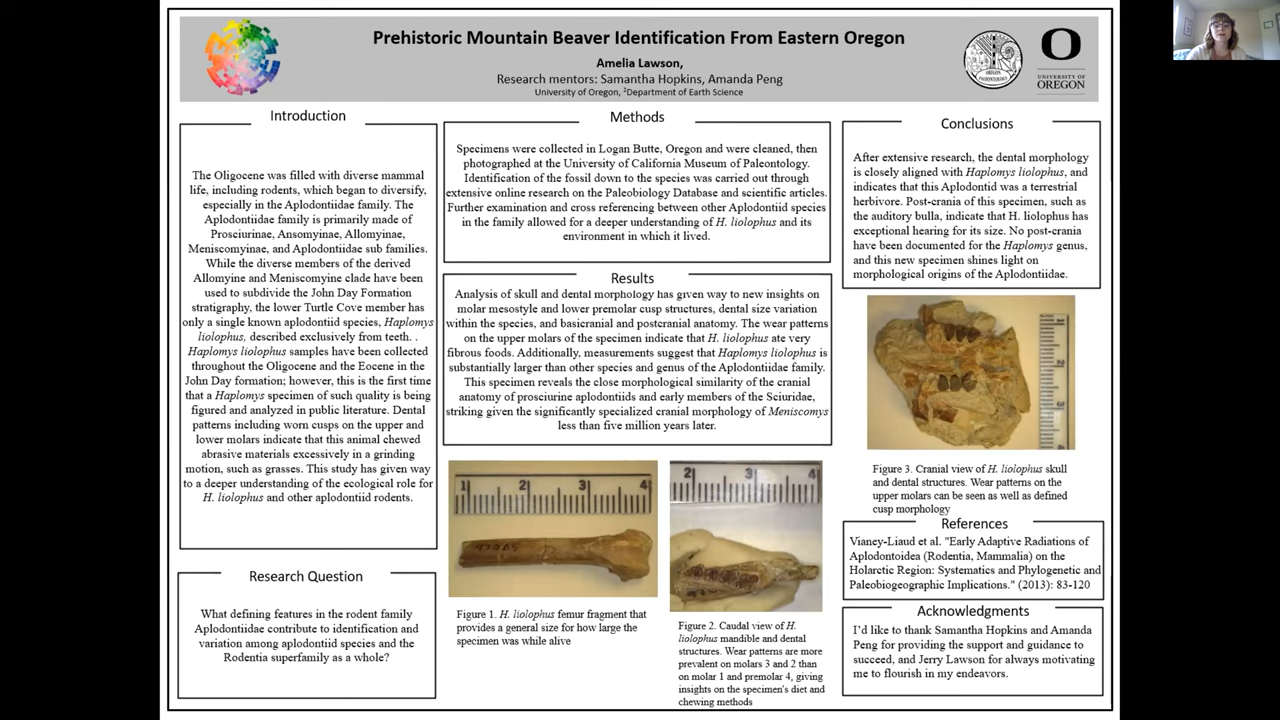 Prehistoric Mountain Beaver Identification From Eastern Oregon
Amelia Lawson,
Research mentors: Samantha Hopkins, Amanda Peng
University of Oregon, ²Department of Earth Science
O
UNIVERSITY OF
OREGON
Introduction
The Oligocene was filled with diverse mammal
life, including rodents, which began to diversify,
especially in the Aplodontiidae family. The
Aplodontiidae family is primarily made of
Prosciurinae, Ansomyinae, Allomyinae,
Meniscomyinae, and Aplodontiidae sub families.
While the diverse members of the derived
Allomyine and Meniscomyine clade have been
used to subdivide the John Day Formation
stratigraphy, the lower Turtle Cove member has
only a single known aplodontiid species, Haplomys
liolophus, described exclusively from teeth. .
Haplomys liolophus samples have been collected
throughout the Oligocene and the Eocene in the
John Day formation; however, this is the first time
that a Haplomys specimen of such quality is being
figured and analyzed in public literature. Dental
patterns including worn cusps on the upper and
lower molars indicate that this animal chewed
abrasive materials excessively in a grinding
motion, such as grasses. This study has given way
to a deeper understanding of the ecological role for
H. liolophus and other aplodontiid rodents.
Research Question
What defining features in the rodent family
Aplodontiidae contribute to identification and
variation among aplodontiid species and the
Rodentia superfamily as a whole?
Methods
Specimens were collected in Logan Butte, Oregon and were cleaned, then
photographed at the University of California Museum of Paleontology.
Identification of the fossil down to the species was carried out through
extensive online research on the Paleobiology Database and scientific articles.
Further examination and cross referencing between other Aplodontid species
in the family allowed for a deeper understanding of H. liolophus and its
environment in which it lived.
Results
Analysis of skull and dental morphology has given way to new insights on
molar mesostyle and lower premolar cusp structures, dental size variation
within the species, and basicranial and postcranial anatomy. The wear patterns
on the upper molars of the specimen indicate that H. liolophus ate very
fibrous foods. Additionally, measurements suggest that Haplomys liolophus is
substantially larger than other species and genus of the Aplodontiidae family.
This specimen reveals the close morphological similarity of the cranial
anatomy of prosciurine aplodontiids and early members of the Sciuridae,
striking given the significantly specialized cranial morphology of Meniscomys
less than five million years later.
1 2 3 4
Figure 1. H. liolophus femur fragment that
provides a general size for how large the
specimen was while alive
2 3 4
Figure 2. Caudal view of H.
liolophus mandible and dental
structures. Wear patterns are more
prevalent on molars 3 and 2 than
on molar 1 and premolar 4, giving
insights on the specimen's diet and
chewing methods
Conclusions
After extensive research, the dental morphology
is closely aligned with Haplomys liolophus, and
indicates that this Aplodontid was a terrestrial
herbivore. Post-crania of this specimen, such as
the auditory bulla, indicate that H. liolophus has
exceptional hearing for its size. No post-crania
have been documented for the Haplomys genus,
and this new specimen shines light on
morphological origins of the Aplodontiidae.
Figure 3. Cranial view of H. liolophus skull
and dental structures. Wear patterns on the
upper molars can be seen as well as defined
cusp morphology
References
Vianey-Liaud et al. "Early Adaptive Radiations of
Aplodontoidea (Rodentia, Mammalia) on the
Holarctic Region: Systematics and Phylogenetic and
Paleobiogeographic Implications." (2013): 83-120
Acknowledgments
I'd like to thank Samantha Hopkins and Amanda
Peng for providing the support and guidance to
succeed, and Jerry Lawson for always motivating
me to flourish in my endeavors.